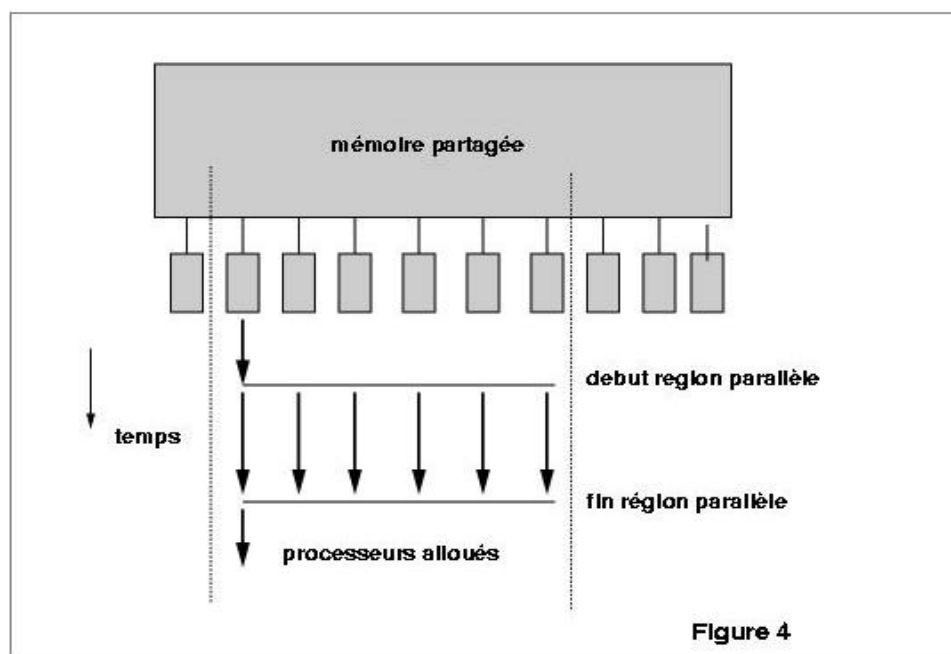 mémoire partagée
debut region parallèle
temps
fin région parallèle
processeurs alloués
Figure 4